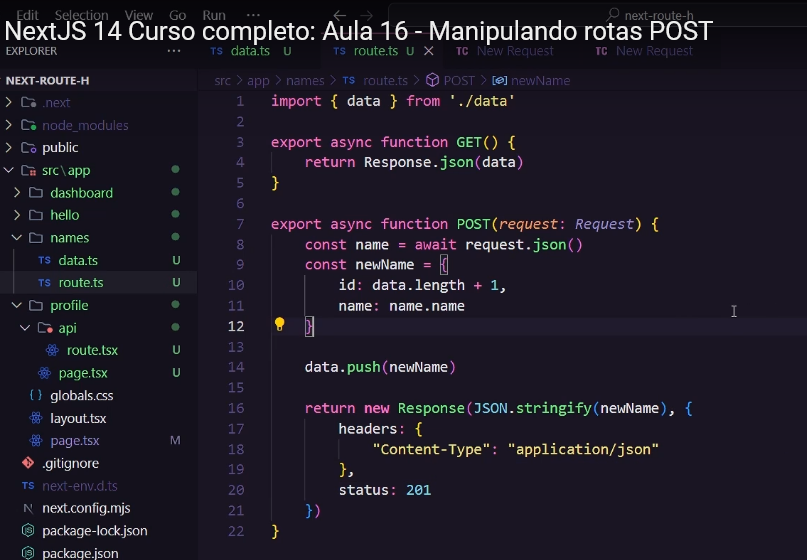 Edit Selection View Go Run ... next-route-h
NextJS 14 Curso completo: Aula 16 - Manipulando rotas POST
EXPLORER ... TS data.ts U TS route.ts U TC New Request TC New Request
NEXT-ROUTE-H
src > app > names > TS route.ts > POST > newName
.next
node_modules
public
src\app
dashboard
hello
names
TS data.ts U
TS route.ts U
profile
api
route.tsx U
page.tsx U
{ } globals.css
layout.tsx
page.tsx M
.gitignore
TS next-env.d.ts
N next.config.mjs
package-lock.json
package.json
1 import { data } from './data'
2
3 export async function GET() {
4 return Response.json(data)
5 }
6
7 export async function POST(request: Request) {
8 const name = await request.json()
9 const newName = {
10 id: data.length + 1,
11 name: name.name
12 }
13
14 data.push(newName)
15
16 return new Response(JSON.stringify(newName), {
17 headers: {
18 "Content-Type": "application/json"
19 },
20 status: 201
21 })
22 }